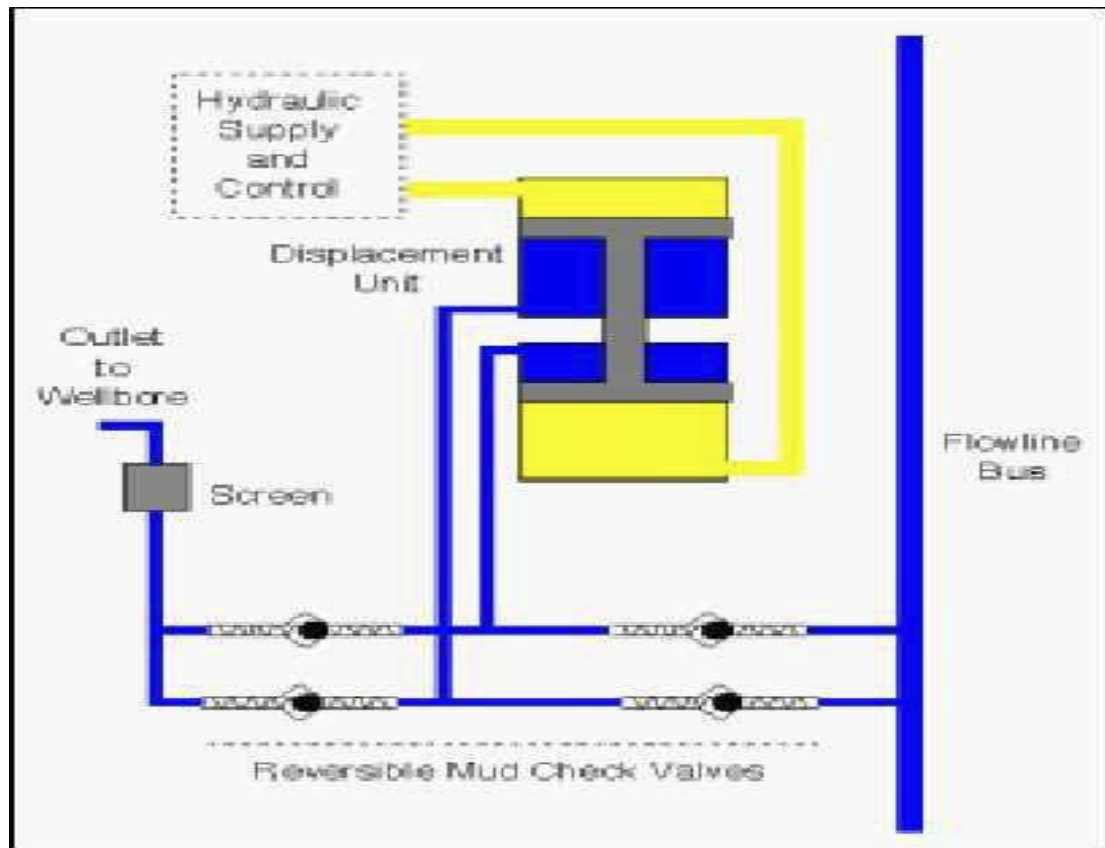 Hydraulic
Supply
and
Control
Displacement
Unit
Outlet
to
Wellbore
Screen
Flowline
Bus
Reversible Mud Check Valves